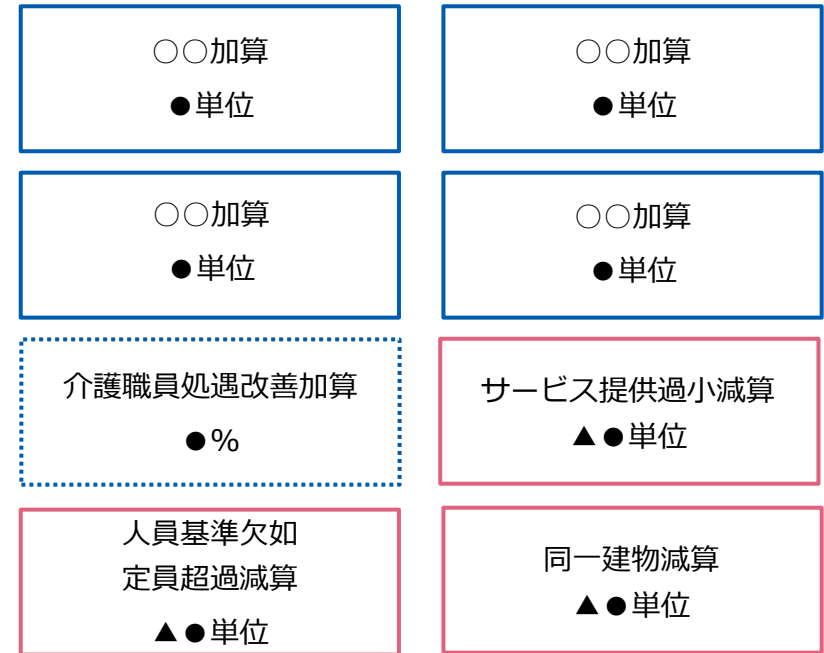 ○○加算
●単位
○○加算
●単位
○○加算
●単位
○○加算
●単位
介護職員処遇改善加算
●%
サービス提供過小減算
▲●単位
人員基準欠如
定員超過減算
▲●単位
同一建物減算
▲●単位